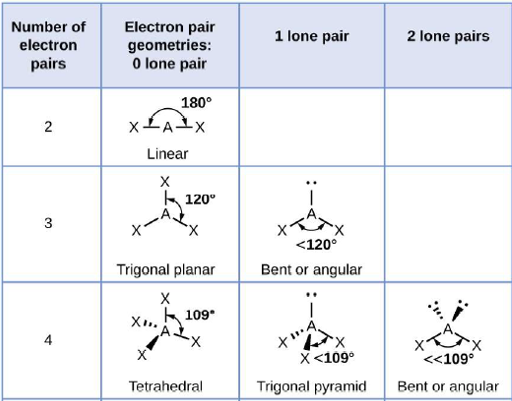 Number of
electron
pairs
Electron pair
geometries:
0 lone pair
1 lone pair
2 lone pairs
2
180°
X A X
Linear
3
X
120°
A
X X
Trigonal planar
A
X X
<120°
Bent or angular
4
X
109°
X
A
X
X
Tetrahedral
A
X X
X <109°
Trigonal pyramid
A
X X
<<109°
Bent or angular